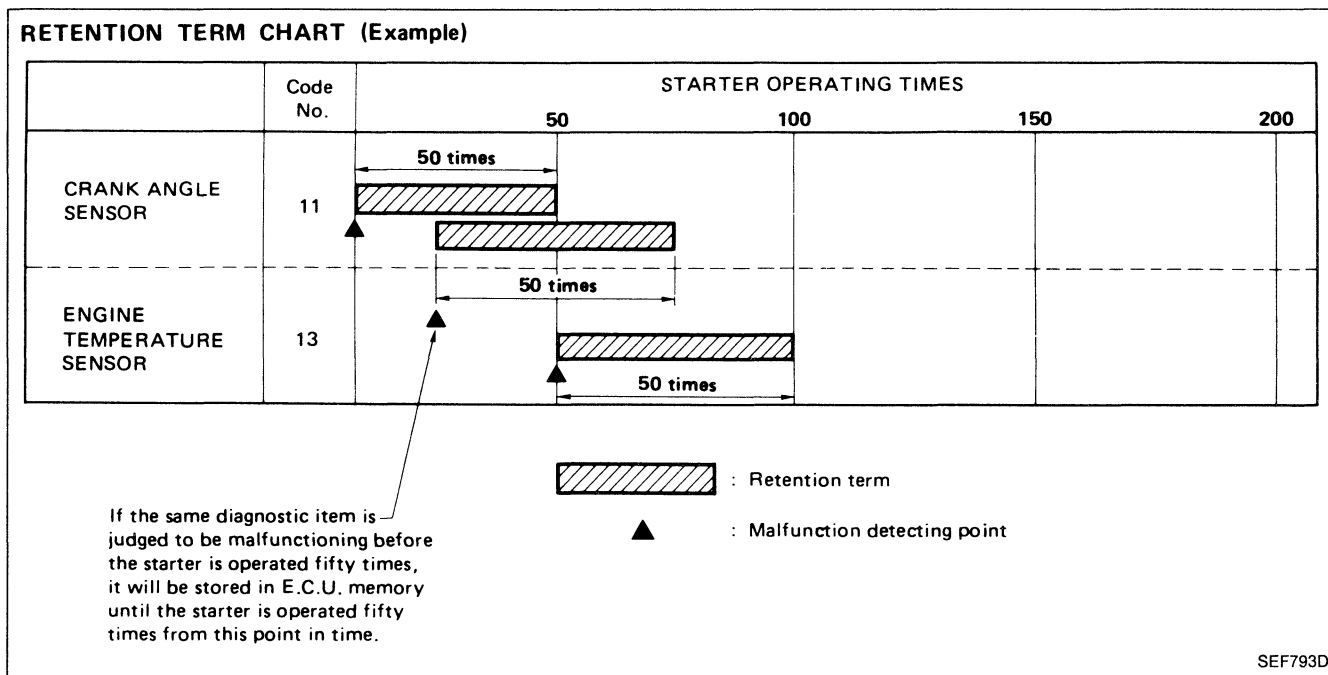 RETENTION TERM CHART (Example)
Code
No.
STARTER OPERATING TIMES
50
100
150
200
CRANK ANGLE
SENSOR
11
50 times
50 times
ENGINE
TEMPERATURE
SENSOR
13
50 times
: Retention term
: Malfunction detecting point
If the same diagnostic item is
judged to be malfunctioning before
the starter is operated fifty times,
it will be stored in E.C.U. memory
until the starter is operated fifty
times from this point in time.
SEF793D